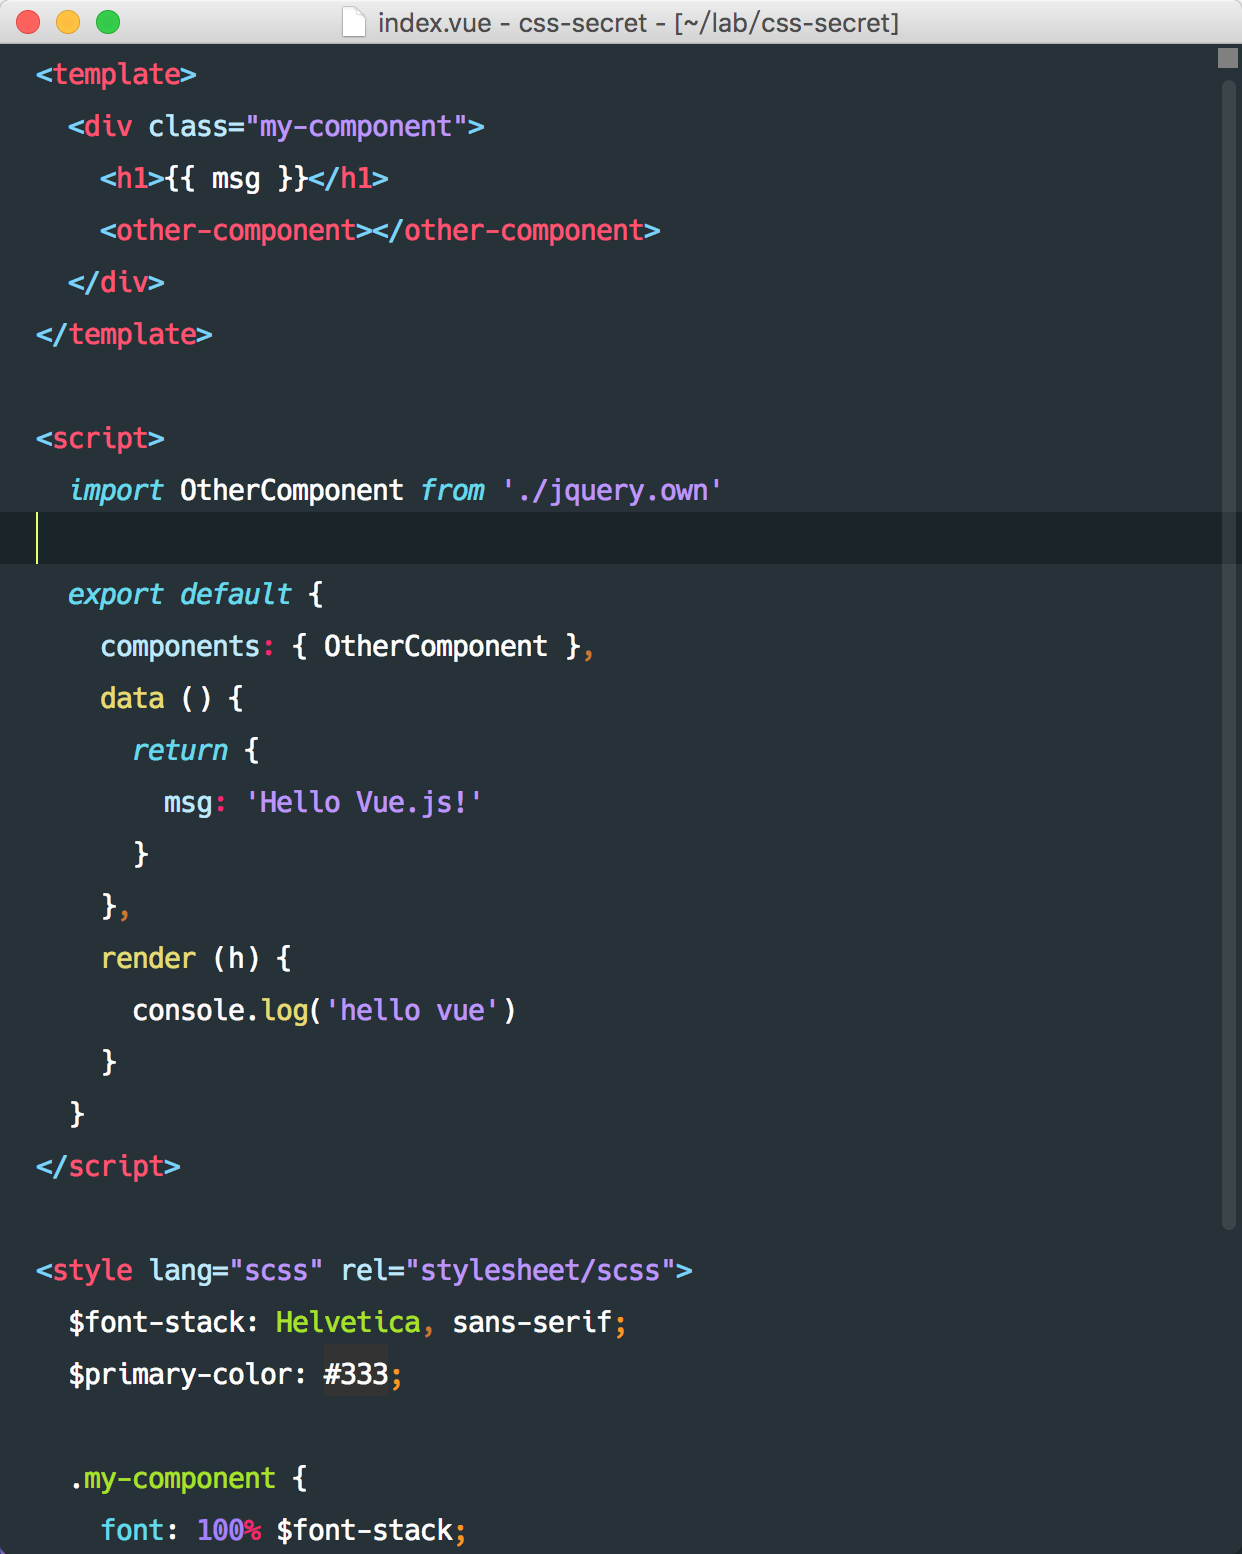 index.vue - css-secret - [~/lab/css-secret]
<template>
  <div class="my-component">
    <h1>{{ msg }}</h1>
    <other-component></other-component>
  </div>
</template>

<script>
  import OtherComponent from './jquery.own'

  export default {
    components: { OtherComponent },
    data () {
      return {
        msg: 'Hello Vue.js!'
      }
    },
    render (h) {
      console.log('hello vue')
    }
  }
</script>

<style lang="scss" rel="stylesheet/scss">
  $font-stack: Helvetica, sans-serif;
  $primary-color: #333;

  .my-component {
    font: 100% $font-stack;